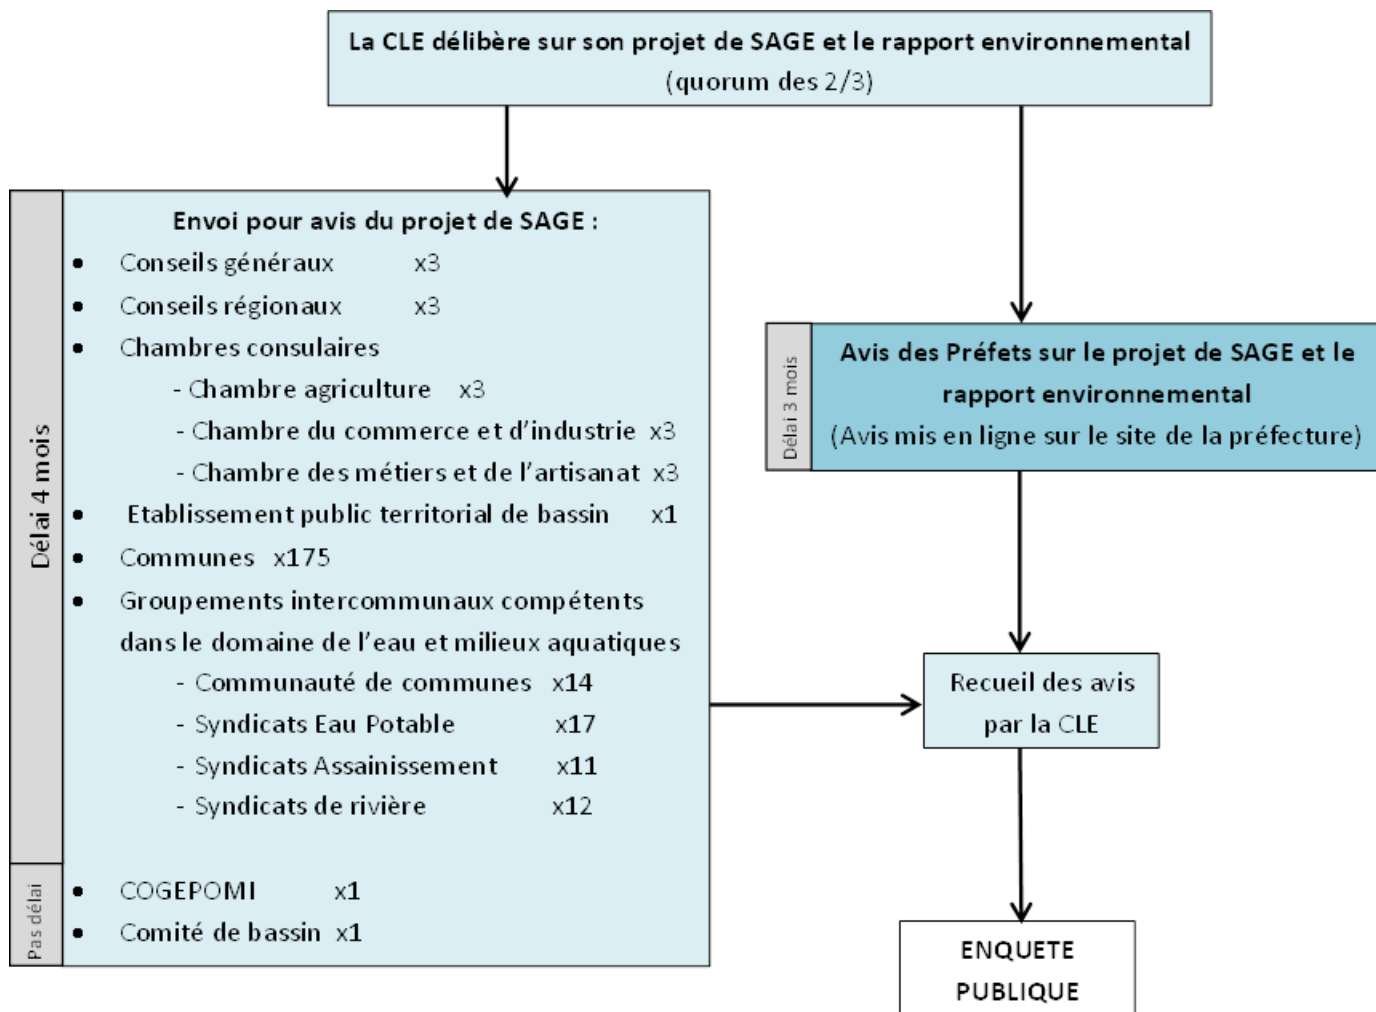 La CLE délibère sur son projet de SAGE et le rapport environnemental
(quorum des 2/3)
Délai 4 mois
Envoi pour avis du projet de SAGE :
• Conseils généraux x3
• Conseils régionaux x3
• Chambres consulaires
- Chambre agriculture x3
- Chambre du commerce et d'industrie x3
- Chambre des métiers et de l'artisanat x3
• Etablissement public territorial de bassin x1
• Communes x175
• Groupements intercommunaux compétents
dans le domaine de l'eau et milieux aquatiques
- Communauté de communes x14
- Syndicats Eau Potable x17
- Syndicats Assainissement x11
- Syndicats de rivière x12
Pas délai
• COGEPOMI x1
• Comité de bassin x1
Délai 3 mois
Avis des Préfets sur le projet de SAGE et le
rapport environnemental
(Avis mis en ligne sur le site de la préfecture)
Recueil des avis
par la CLE
ENQUETE
PUBLIQUE